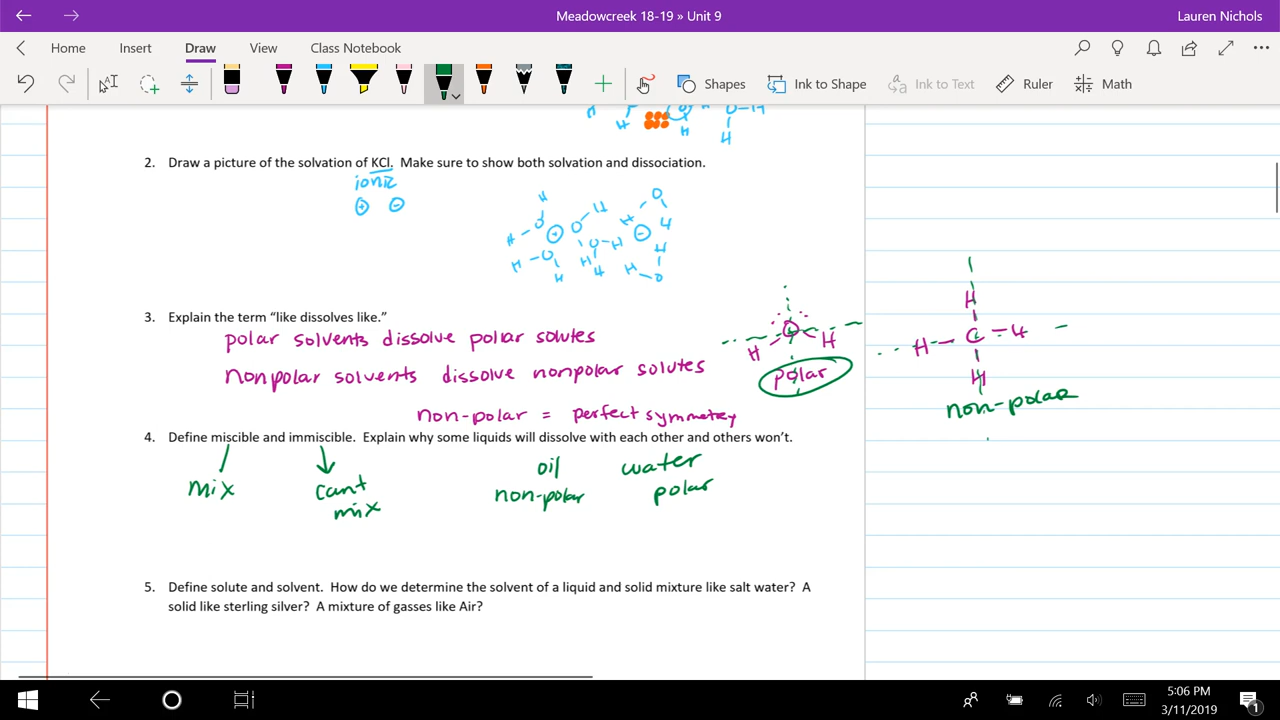 Meadowcreek 18-19 » Unit 9
Lauren Nichols
Home Insert Draw View Class Notebook
Shapes Ink to Shape Ink to Text Ruler Math
H H H O-H
H
2. Draw a picture of the solvation of KCl. Make sure to show both solvation and dissociation.
ionic
+ -
H
O H O
H O H
+ O -
H O O-H H
H H H H O
H
3. Explain the term “like dissolves like.”
polar solvents dissolve polar solutes
nonpolar solvents dissolve nonpolar solutes
non-polar = perfect symmetry
O
H H
polar
H
H-C-H
H
non-polar
4. Define miscible and immiscible. Explain why some liquids will dissolve with each other and others won’t.
mix
cant
mix
oil water
non-polar polar
5. Define solute and solvent. How do we determine the solvent of a liquid and solid mixture like salt water? A
solid like sterling silver? A mixture of gasses like Air?
5:06 PM
3/11/2019
1